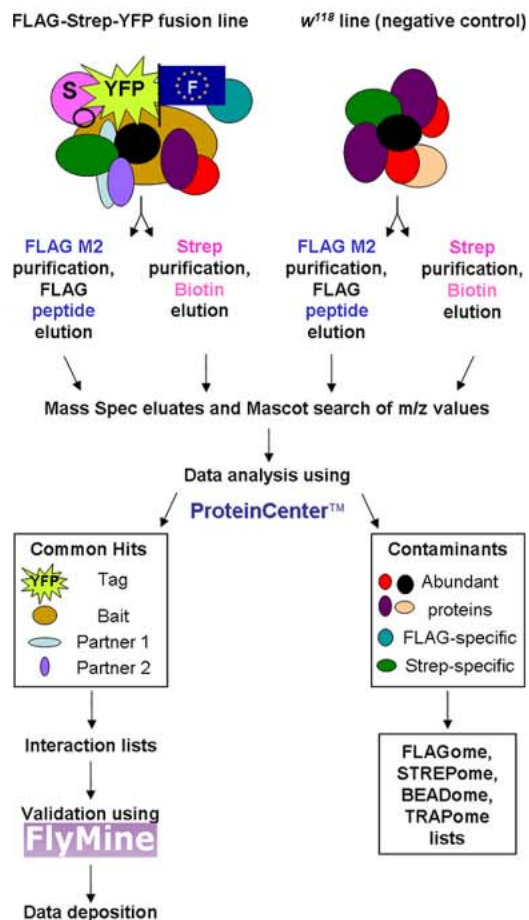 FLAG-Strep-YFP fusion line
w118 line (negative control)
S
YFP
F
FLAG M2
purification,
FLAG
peptide
elution
Strep
purification,
Biotin
elution
FLAG M2
purification,
FLAG
peptide
elution
Strep
purification,
Biotin
elution
Mass Spec eluates and Mascot search of m/z values
Data analysis using
ProteinCenter™
Common Hits
YFP Tag
Bait
Partner 1
Partner 2
Contaminants
Abundant
proteins
FLAG-specific
Strep-specific
Interaction lists
Validation using
FlyMine
Data deposition
FLAGome,
STREPome,
BEADome,
TRAPome
lists